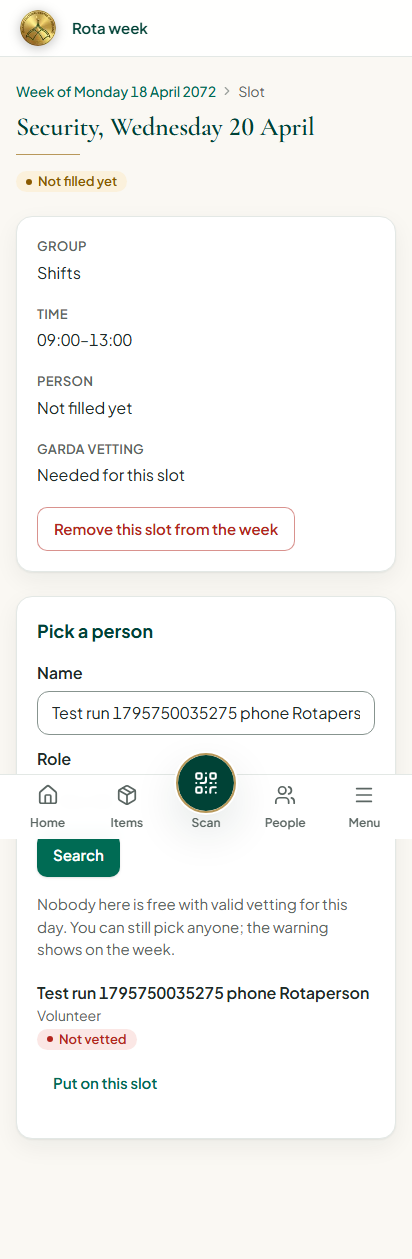 Rota week
Week of Monday 18 April 2072 > Slot
Security, Wednesday 20 April
Not filled yet
GROUP
Shifts
TIME
09:00–13:00
PERSON
Not filled yet
GARDA VETTING
Needed for this slot
Remove this slot from the week
Pick a person
Name
Test run 1795750035275 phone Rotapers
Role
Home
Items
Scan
People
Menu
Search
Nobody here is free with valid vetting for this
day. You can still pick anyone; the warning
shows on the week.
Test run 1795750035275 phone Rotaperson
Volunteer
Not vetted
Put on this slot